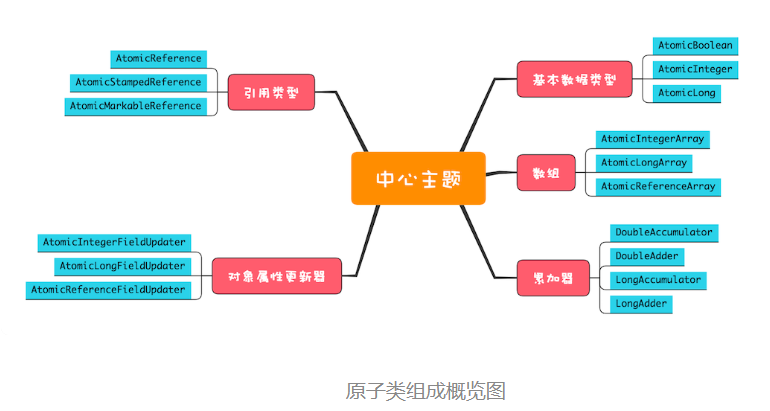 中心主题
基本数据类型
AtomicBoolean
AtomicInteger
AtomicLong
数组
AtomicIntegerArray
AtomicLongArray
AtomicReferenceArray
累加器
DoubleAccumulator
DoubleAdder
LongAccumulator
LongAdder
引用类型
AtomicReference
AtomicStampedReference
AtomicMarkableReference
对象属性更新器
AtomicIntegerFieldUpdater
AtomicLongFieldUpdater
AtomicReferenceFieldUpdater
原子类组成概览图